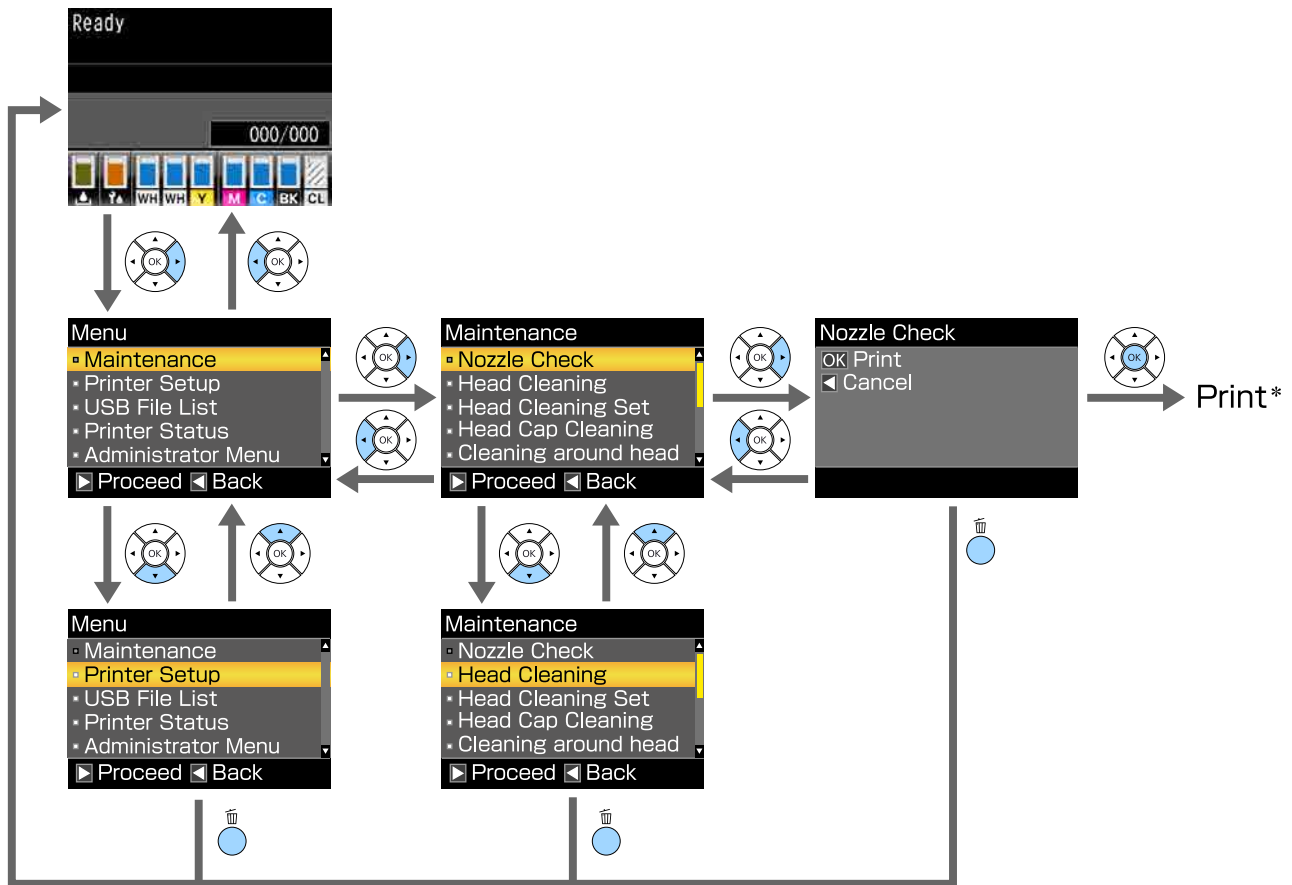 Ready
000/000
WH WH Y M C BK CL
OK
OK
Menu
Maintenance
Printer Setup
USB File List
Printer Status
Administrator Menu
Proceed Back
OK
OK
Maintenance
Nozzle Check
Head Cleaning
Head Cleaning Set
Head Cap Cleaning
Cleaning around head
Proceed Back
OK
OK
Nozzle Check
OK Print
Cancel
OK
Print*
OK
OK
OK
OK
Menu
Maintenance
Printer Setup
USB File List
Printer Status
Administrator Menu
Proceed Back
Maintenance
Nozzle Check
Head Cleaning
Head Cleaning Set
Head Cap Cleaning
Cleaning around head
Proceed Back